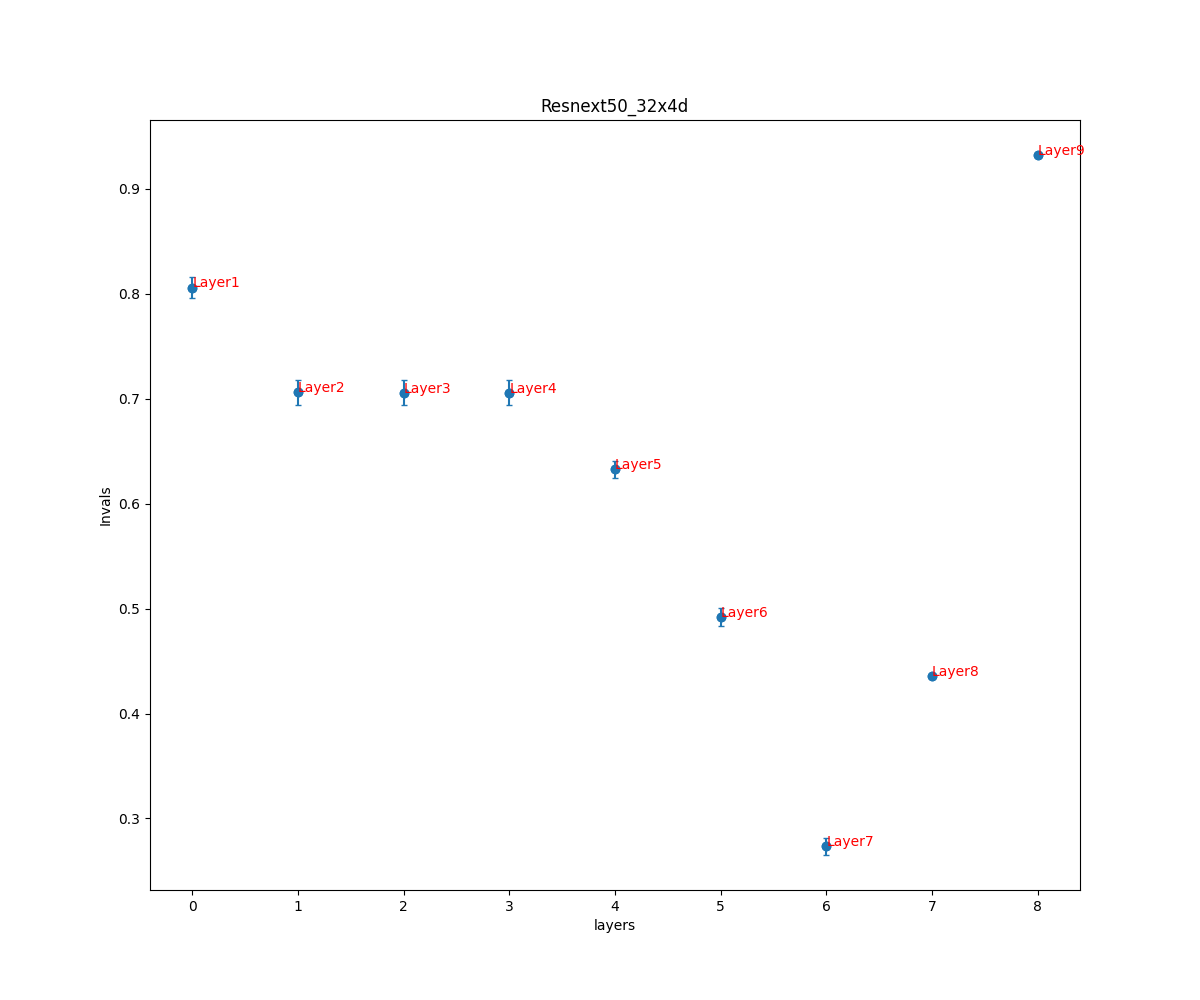 Resnext50_32x4d
Layer9
0.9
Layer1
0.8
Layer2
Layer3
Layer4
0.7
Layer5
0.6
Invals
Layer6
0.5
Layer8
0.4
Layer7
0.3
0 1 2 3 4 5 6 7 8
layers